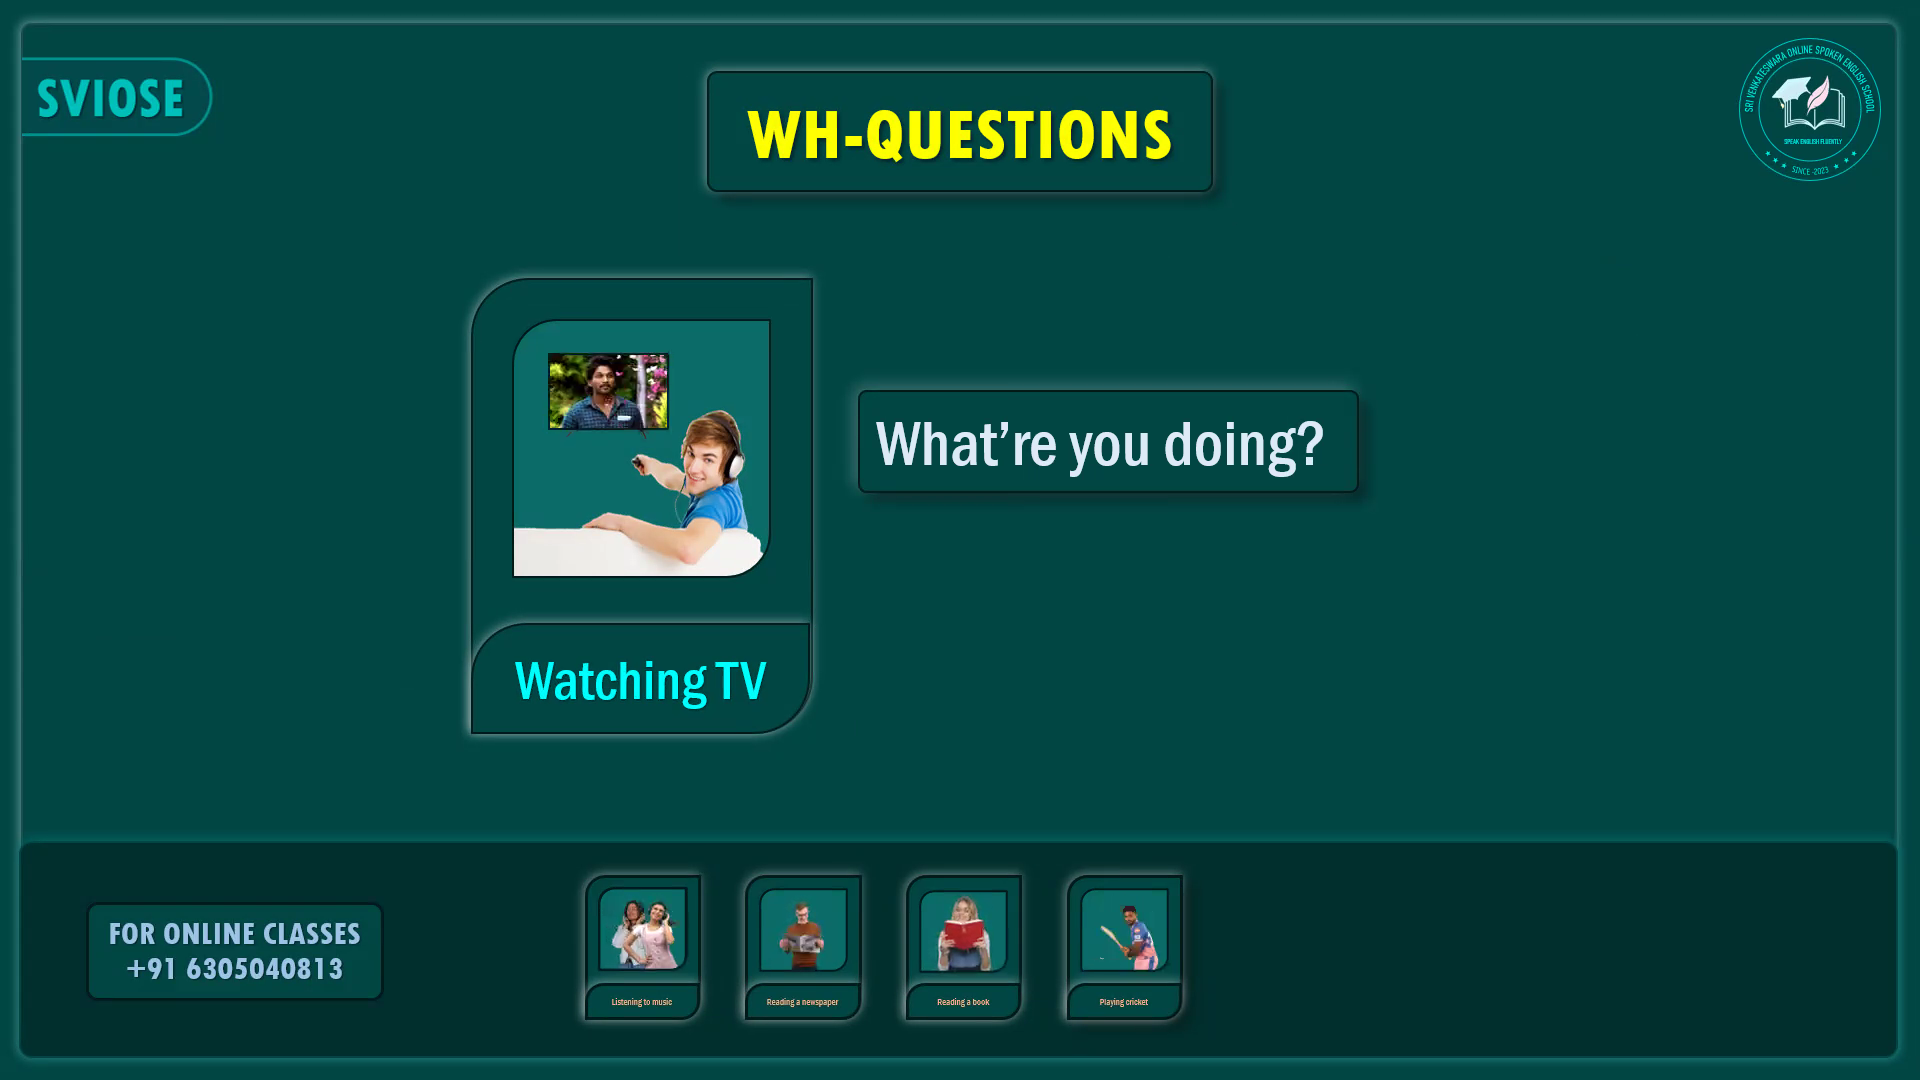 SVIOSE
WH-QUESTIONS
SRI VENKATESWARA ONLINE SPOKEN ENGLISH SCHOOL
SPEAK ENGLISH FLUENTLY
SINCE -2023
What’re you doing?
Watching TV
FOR ONLINE CLASSES
+91 6305040813
Listening to music
Reading a newspaper
Reading a book
Playing cricket